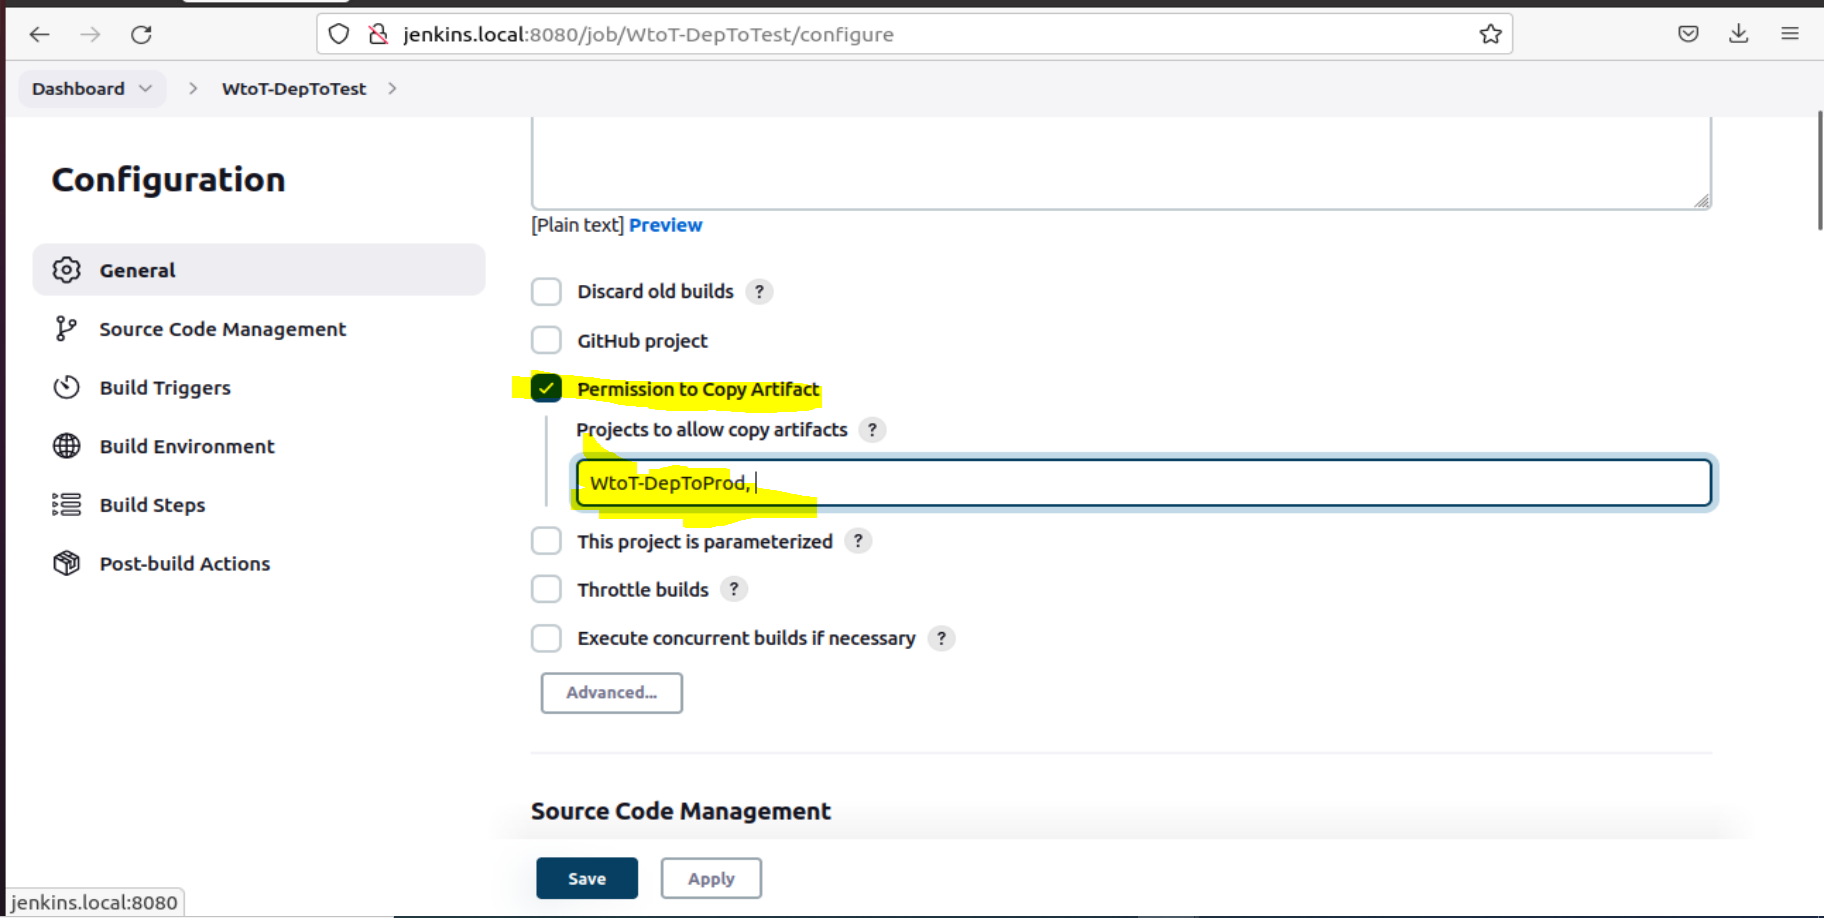 jenkins.local:8080/job/WtoT-DepToTest/configure
Dashboard WtoT-DepToTest
Configuration
General
Source Code Management
Build Triggers
Build Environment
Build Steps
Post-build Actions
[Plain text] Preview
Discard old builds ?
GitHub project
Permission to Copy Artifact
Projects to allow copy artifacts ?
WtoT-DepToProd,
This project is parameterized ?
Throttle builds ?
Execute concurrent builds if necessary ?
Advanced...
Source Code Management
Save Apply
jenkins.local:8080